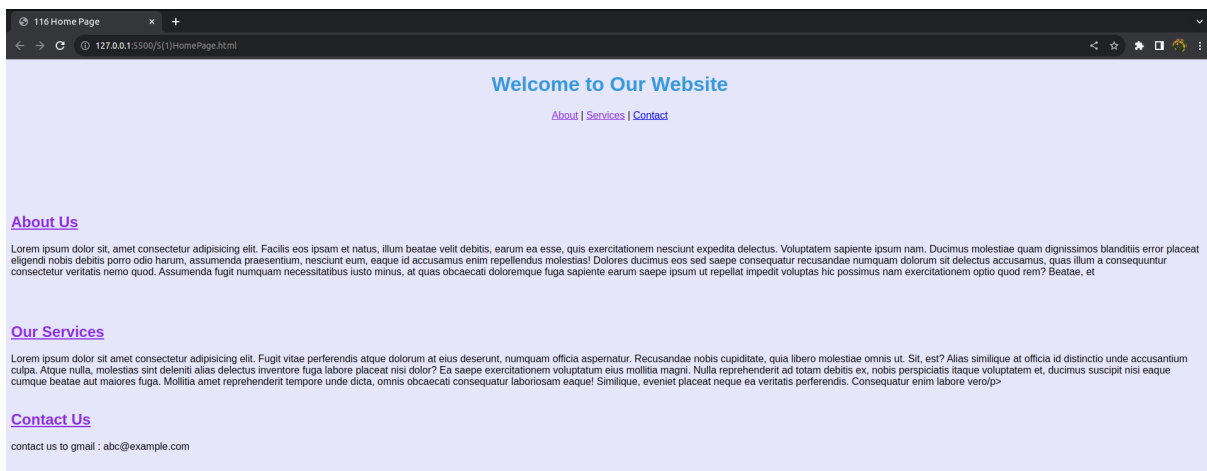 116 Home Page
127.0.0.1:5500/S(1)HomePage.html
Welcome to Our Website
About | Services | Contact
About Us
Lorem ipsum dolor sit, amet consectetur adipisicing elit. Facilis eos ipsam et natus, illum beatae velit debitis, earum ea esse, quis exercitationem nesciunt expedita delectus. Voluptatem sapiente ipsum nam. Ducimus molestiae quam dignissimos blanditiis error placeat
eligendi nobis debitis porro odio harum, assumenda praesentium, nesciunt eum, eaque id accusamus enim repellendus molestias! Dolores ducimus eos sed saepe consequatur recusandae numquam dolorum sit delectus accusamus, quas illum a consequuntur
consectetur veritatis nemo quod. Assumenda fugit numquam necessitatibus iusto minus, at quas obcaecati doloremque fuga sapiente earum saepe ipsum ut repellat impedit voluptas hic possimus nam exercitationem optio quod rem? Beatae, et
Our Services
Lorem ipsum dolor sit amet consectetur adipisicing elit. Fugit vitae perferendis atque dolorum at eius deserunt, numquam officia aspernatur. Recusandae nobis cupiditate, quia libero molestiae omnis ut. Sit, est? Alias similique at officia id distinctio unde accusantium
culpa. Atque nulla, molestias sint deleniti alias delectus inventore fuga labore placeat nisi dolor? Ea saepe exercitationem voluptatum eius mollitia magni. Nulla reprehenderit ad totam debitis ex, nobis perspiciatis itaque voluptatem et, ducimus suscipit nisi eaque
cumque beatae aut maiores fuga. Mollitia amet reprehenderit tempore unde dicta, omnis obcaecati consequatur laboriosam eaque! Similique, eveniet placeat neque ea veritatis perferendis. Consequatur enim labore vero/p>
Contact Us
contact us to gmail : abc@example.com